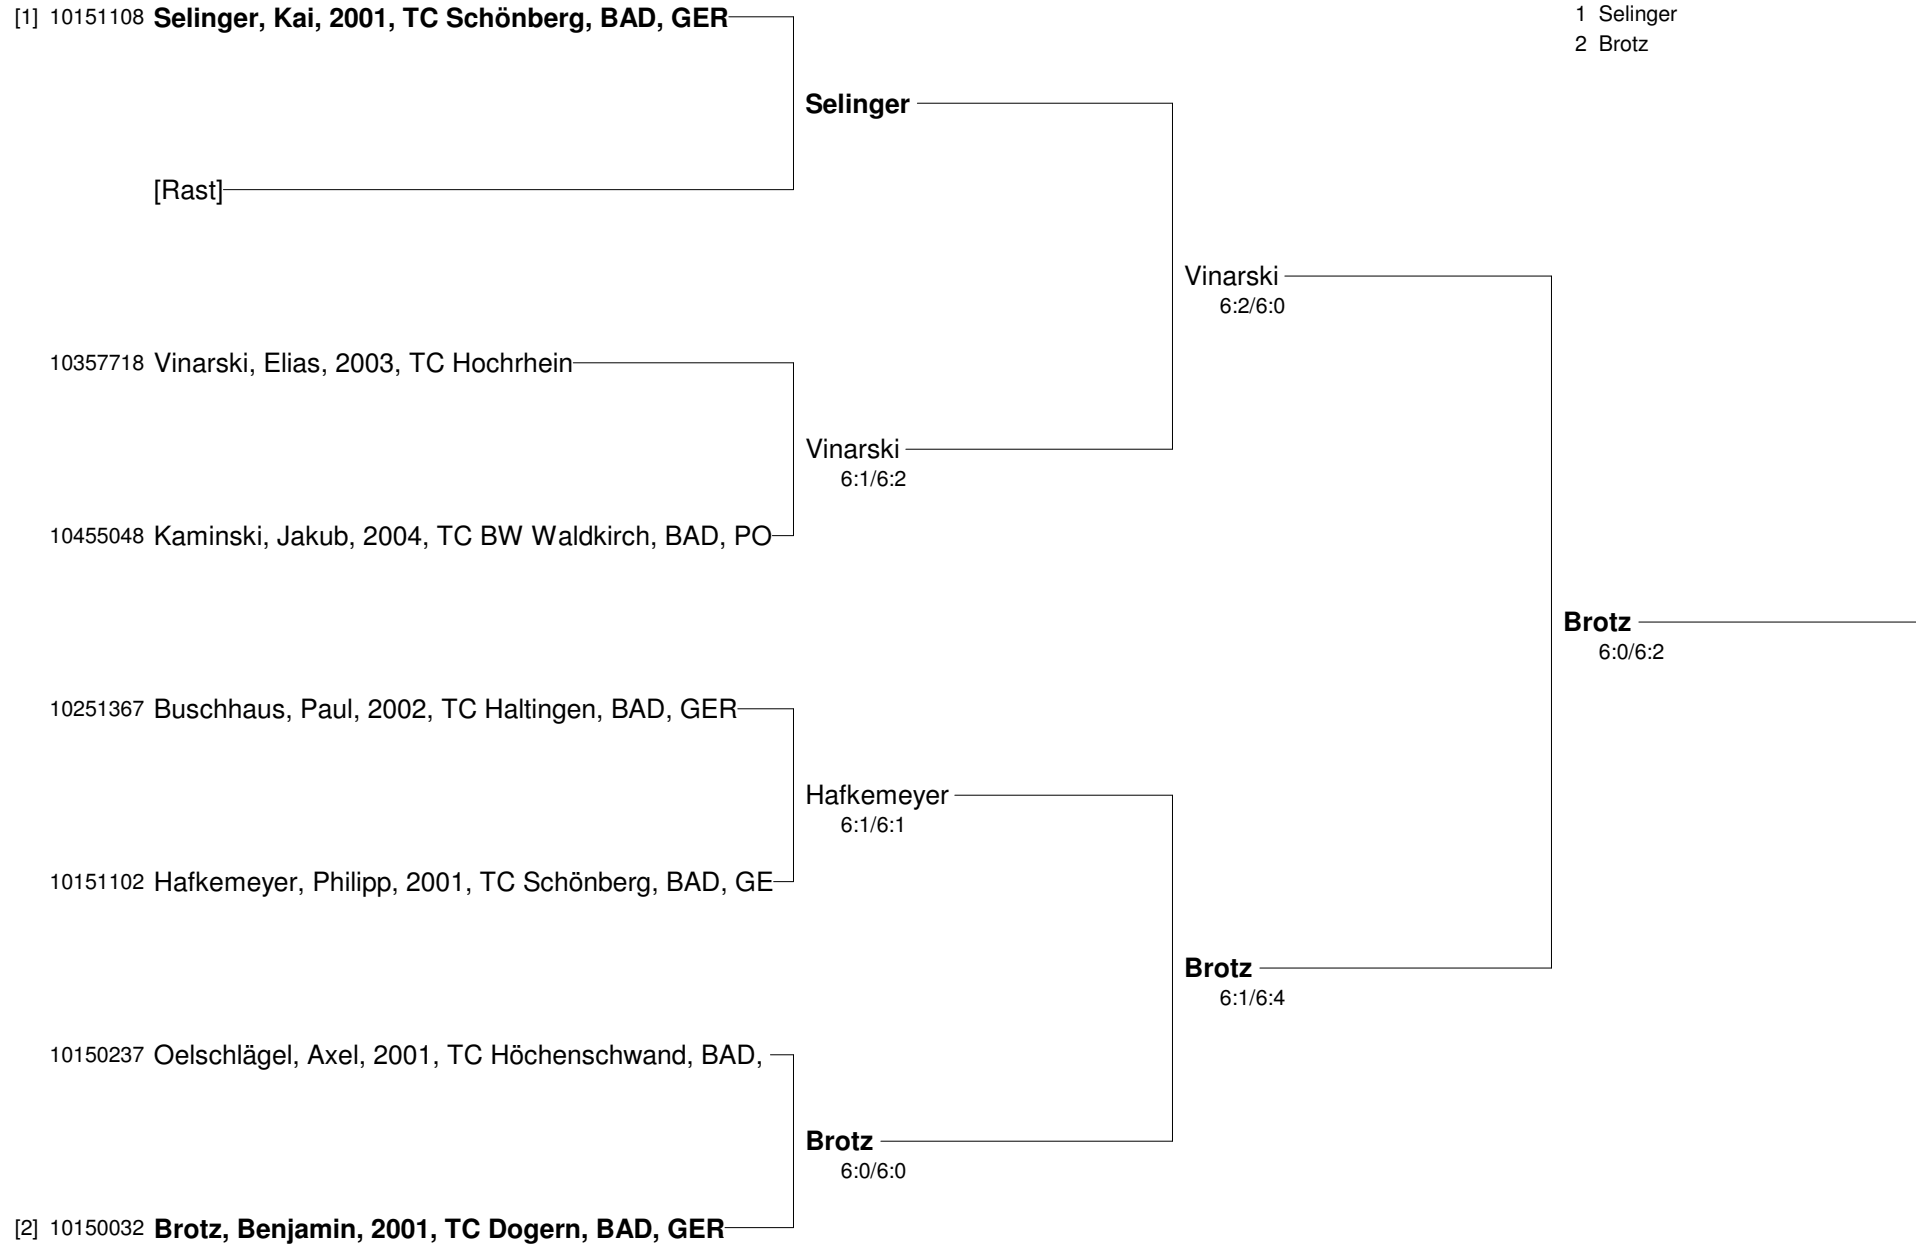 [1] 10151108 Selinger, Kai, 2001, TC Schönberg, BAD, GER
1 Selinger
2 Brotz
Selinger
[Rast]
Vinarski
6:2/6:0
10357718 Vinarski, Elias, 2003, TC Hochrhein
Vinarski
6:1/6:2
10455048 Kaminski, Jakub, 2004, TC BW Waldkirch, BAD, PO
Brotz
6:0/6:2
10251367 Buschhaus, Paul, 2002, TC Haltingen, BAD, GER
Hafkemeyer
6:1/6:1
10151102 Hafkemeyer, Philipp, 2001, TC Schönberg, BAD, GE
Brotz
6:1/6:4
10150237 Oelschlägel, Axel, 2001, TC Höchenschwand, BAD,
Brotz
6:0/6:0
[2] 10150032 Brotz, Benjamin, 2001, TC Dogern, BAD, GER